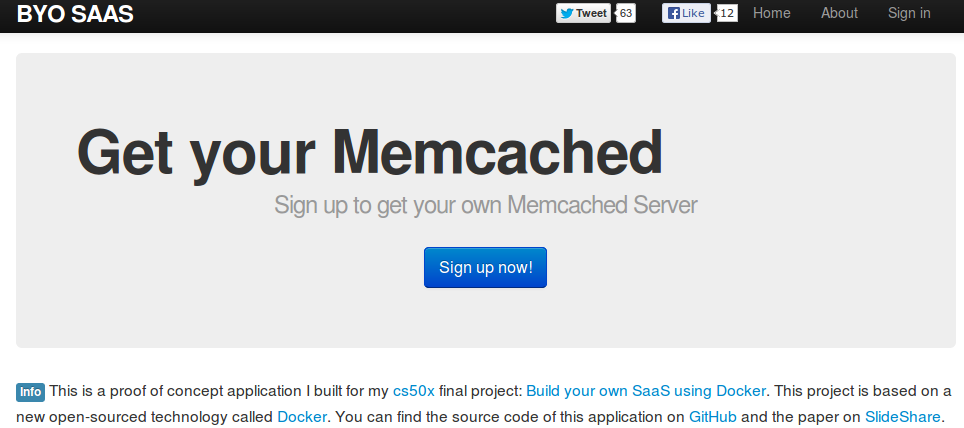 BYO SAAS Tweet 63 Like 12 Home About Sign in
Get your Memcached
Sign up to get your own Memcached Server
Sign up now!
Info This is a proof of concept application I built for my cs50x final project: Build your own SaaS using Docker. This project is based on a
new open-sourced technology called Docker. You can find the source code of this application on GitHub and the paper on SlideShare.